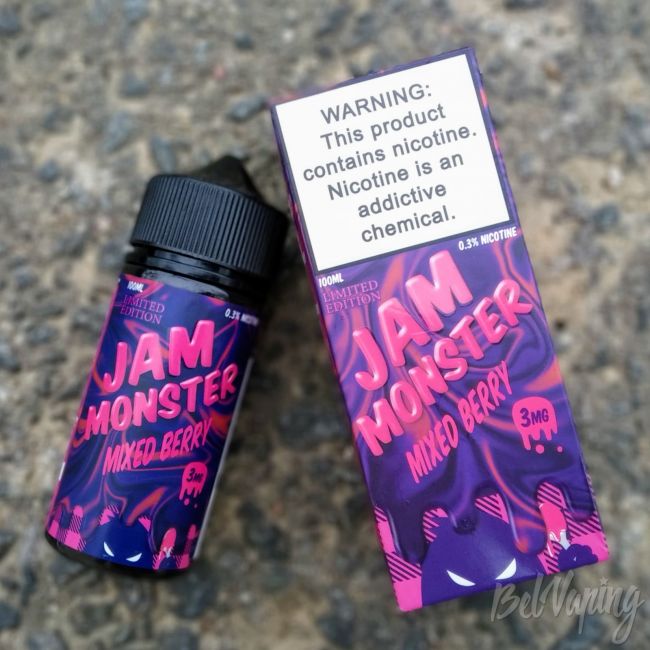 WARNING:
This product
contains nicotine.
Nicotine is an
addictive
chemical.
0.3% NICOTINE
100ML
LIMITED
EDITION
JAM
MONSTER
MIXED BERRY
3MG
100ML
LIMITED
EDITION
0.3% NICOTIN
JAM
MONSTER
MIXED BERRY
3MG
BelVaping